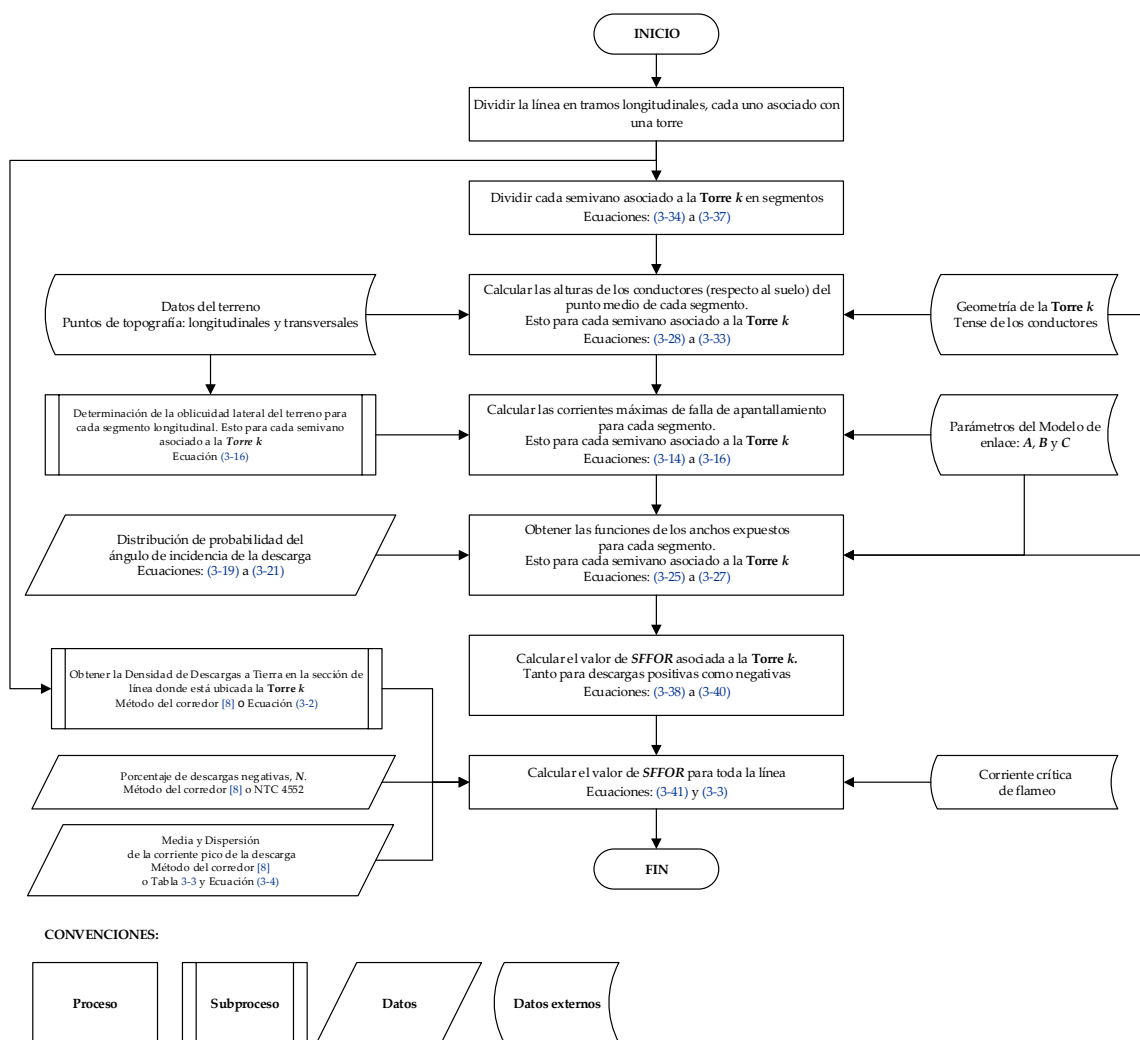 INICIO
Dividir la línea en tramos longitudinales, cada uno asociado con
una torre
Dividir cada semivano asociado a la Torre k en segmentos
Ecuaciones: (3-34) a (3-37)
Datos del terreno
Puntos de topografía: longitudinales y transversales
Calcular las alturas de los conductores (respecto al suelo) del
punto medio de cada segmento.
Esto para cada semivano asociado a la Torre k
Ecuaciones: (3-28) a (3-33)
Geometría de la Torre k
Tense de los conductores
Determinación de la oblicuidad lateral del terreno para
cada segmento longitudinal. Esto para cada semivano
asociado a la Torre k
Ecuación (3-16)
Calcular las corrientes máximas de falla de apantallamiento
para cada segmento.
Esto para cada semivano asociado a la Torre k
Ecuaciones: (3-14) a (3-16)
Parámetros del Modelo de
enlace: A, B y C
Distribución de probabilidad del
ángulo de incidencia de la descarga
Ecuaciones: (3-19) a (3-21)
Obtener las funciones de los anchos expuestos
para cada segmento.
Esto para cada semivano asociado a la Torre k
Ecuaciones: (3-25) a (3-27)
Obtener la Densidad de Descargas a Tierra en la sección de
línea donde está ubicada la Torre k
Método del corredor [8] o Ecuación (3-2)
Calcular el valor de SFFOR asociada a la Torre k.
Tanto para descargas positivas como negativas
Ecuaciones: (3-38) a (3-40)
Porcentaje de descargas negativas, N.
Método del corredor [8] o NTC 4552
Calcular el valor de SFFOR para toda la línea
Ecuaciones: (3-41) y (3-3)
Corriente crítica
de flameo
Media y Dispersión
de la corriente pico de la descarga
Método del corredor [8]
o Tabla 3-3 y Ecuación (3-4)
FIN
CONVENCIONES:
Proceso
Subproceso
Datos
Datos externos